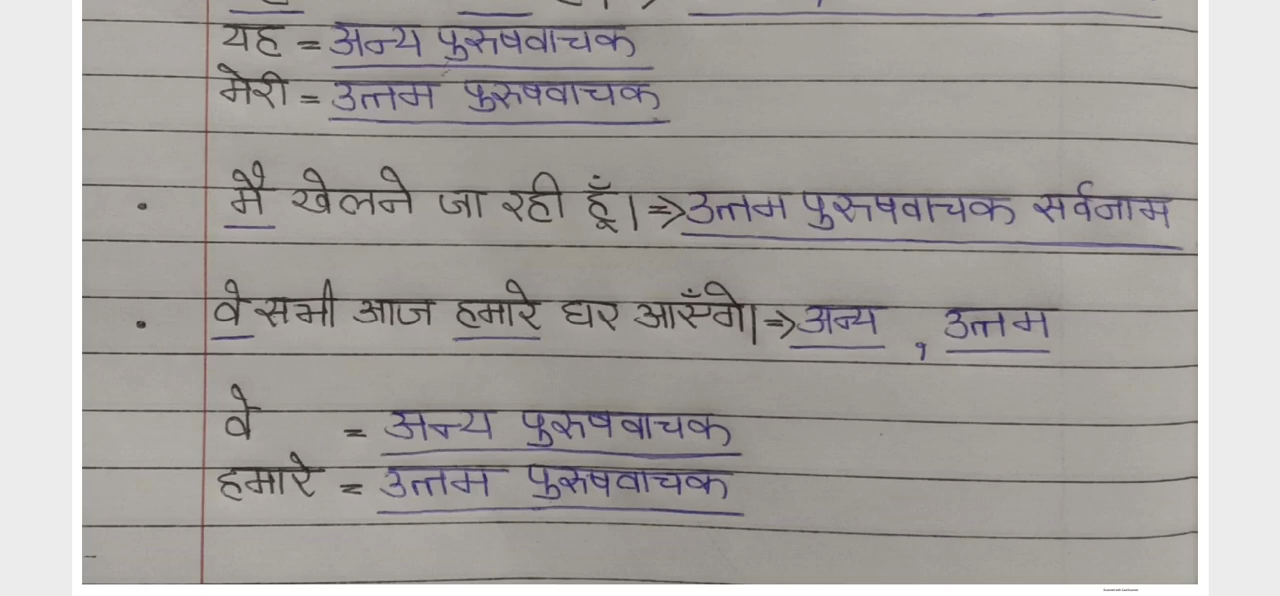 यह = अन्य पुरुषवाचक
मेरी = उत्तम पुरुषवाचक
• मै खेलने जा रही हूँ। => उत्तम पुरुषवाचक सर्वनाम
• वे सभी आज हमारे घर आएँगे। => अन्य , उत्तम
वे = अन्य पुरुषवाचक
हमारे = उत्तम पुरुषवाचक